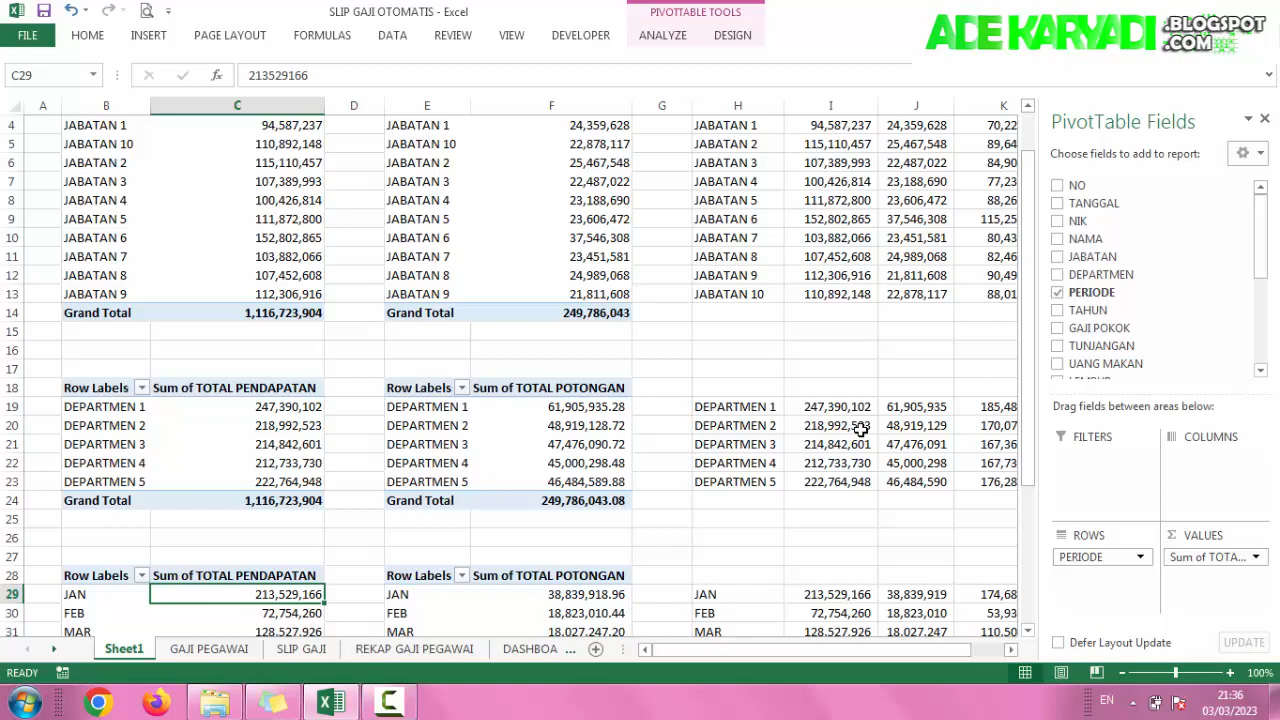 SLIP GAJI OTOMATIS - Excel
PIVOTTABLE TOOLS
ADE KARYADI .BLOGSPOT .COM
FILE HOME INSERT PAGE LAYOUT FORMULAS DATA REVIEW VIEW DEVELOPER ANALYZE DESIGN
C29 fx 213529166
A B C D E F G H I J K
4 JABATAN 1 94,587,237 JABATAN 1 24,359,628 JABATAN 1 94,587,237 24,359,628 70,22
5 JABATAN 10 110,892,148 JABATAN 10 22,878,117 JABATAN 2 115,110,457 25,467,548 89,64
6 JABATAN 2 115,110,457 JABATAN 2 25,467,548 JABATAN 3 107,389,993 22,487,022 84,90
7 JABATAN 3 107,389,993 JABATAN 3 22,487,022 JABATAN 4 100,426,814 23,188,690 77,23
8 JABATAN 4 100,426,814 JABATAN 4 23,188,690 JABATAN 5 111,872,800 23,606,472 88,26
9 JABATAN 5 111,872,800 JABATAN 5 23,606,472 JABATAN 6 152,802,865 37,546,308 115,25
10 JABATAN 6 152,802,865 JABATAN 6 37,546,308 JABATAN 7 103,882,066 23,451,581 80,43
11 JABATAN 7 103,882,066 JABATAN 7 23,451,581 JABATAN 8 107,452,608 24,989,068 82,46
12 JABATAN 8 107,452,608 JABATAN 8 24,989,068 JABATAN 9 112,306,916 21,811,608 90,49
13 JABATAN 9 112,306,916 JABATAN 9 21,811,608 JABATAN 10 110,892,148 22,878,117 88,01
14 Grand Total 1,116,723,904 Grand Total 249,786,043
15
16
17
18 Row Labels Sum of TOTAL PENDAPATAN Row Labels Sum of TOTAL POTONGAN
19 DEPARTMEN 1 247,390,102 DEPARTMEN 1 61,905,935.28 DEPARTMEN 1 247,390,102 61,905,935 185,48
20 DEPARTMEN 2 218,992,523 DEPARTMEN 2 48,919,128.72 DEPARTMEN 2 218,992,523 48,919,129 170,07
21 DEPARTMEN 3 214,842,601 DEPARTMEN 3 47,476,090.72 DEPARTMEN 3 214,842,601 47,476,091 167,36
22 DEPARTMEN 4 212,733,730 DEPARTMEN 4 45,000,298.48 DEPARTMEN 4 212,733,730 45,000,298 167,73
23 DEPARTMEN 5 222,764,948 DEPARTMEN 5 46,484,589.88 DEPARTMEN 5 222,764,948 46,484,590 176,28
24 Grand Total 1,116,723,904 Grand Total 249,786,043.08
25
26
27
28 Row Labels Sum of TOTAL PENDAPATAN Row Labels Sum of TOTAL POTONGAN
29 JAN 213,529,166 JAN 38,839,918.96 JAN 213,529,166 38,839,919 174,68
30 FEB 72,754,260 FEB 18,823,010.44 FEB 72,754,260 18,823,010 53,93
31 MAR 128,527,926 MAR 18,027,247.20 MAR 128,527,926 18,027,247 110,50
PivotTable Fields
Choose fields to add to report:
NO
TANGGAL
NIK
NAMA
JABATAN
DEPARTMEN
PERIODE
TAHUN
GAJI POKOK
TUNJANGAN
UANG MAKAN
Drag fields between areas below:
FILTERS COLUMNS
ROWS VALUES
PERIODE Sum of TOTA...
Defer Layout Update UPDATE
Sheet1 GAJI PEGAWAI SLIP GAJI REKAP GAJI PEGAWAI DASHBOA ...
READY 100%
EN 21:36
03/03/2023